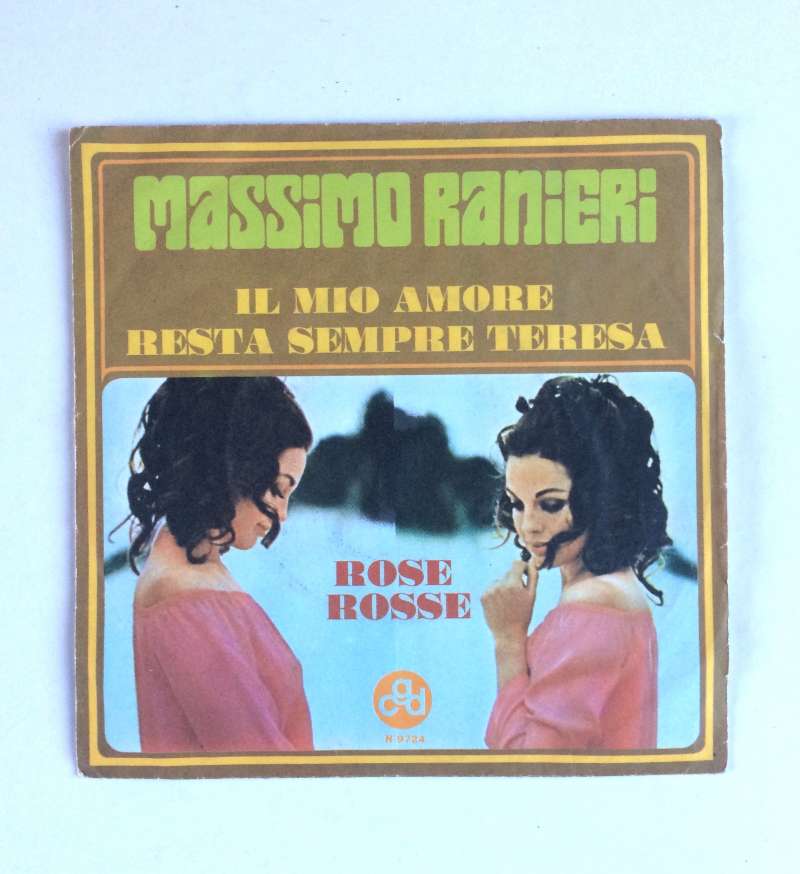 MASSIMO RANIERI
IL MIO AMORE
RESTA SEMPRE TERESA
ROSE
ROSSE
cgd
N 9724